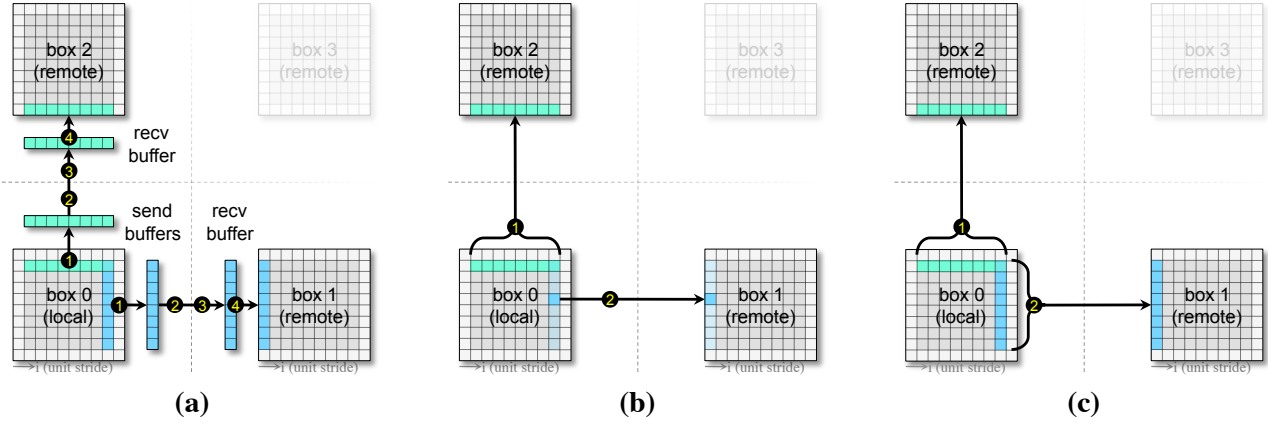 box 2
(remote)
box 3
(remote)
4
recv
buffer
3
2
send
buffers
recv
buffer
1
box 0
(local)
1
2
3
4
box 1
(remote)
i (unit stride)
i (unit stride)
(a)
box 2
(remote)
box 3
(remote)
1
box 0
(local)
2
box 1
(remote)
i (unit stride)
i (unit stride)
(b)
box 2
(remote)
box 3
(remote)
1
box 0
(local)
2
box 1
(remote)
i (unit stride)
i (unit stride)
(c)